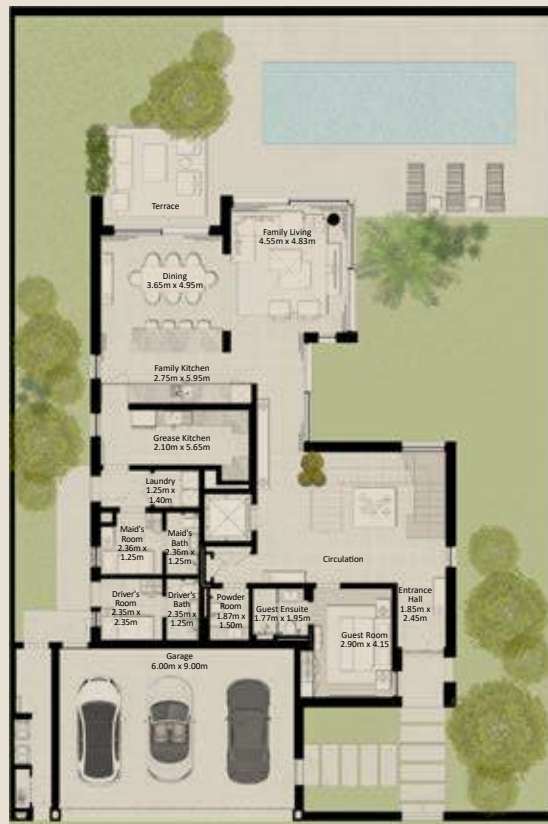 Terrace
Family Living
4.55m x 4.83m
Dining
3.65m x 4.95m
Family Kitchen
2.75m x 5.95m
Grease Kitchen
2.10m x 5.65m
Laundry
1.25m x
1.40m
Maid's
Room
2.36m x
1.25m
Maid's
Bath
2.36m x
1.25m
Circulation
Driver's
Room
2.35m x
2.35m
Driver's
Bath
2.35m x
1.25m
Powder
Room
1.87m x
1.50m
Guest Ensuite
1.77m x 1.95m
Entrance
Hall
1.85m x
2.45m
Guest Room
2.90m x 4.15
Garage
6.00m x 9.00m